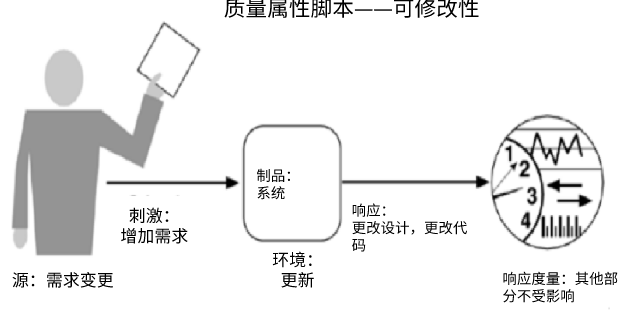 质量属性脚本——可修改性
1
2
3
4
制品：
系统
刺激：
增加需求
响应：
更改设计，更改代
码
环境：
更新
源：需求变更
响应度量：其他部
分不受影响